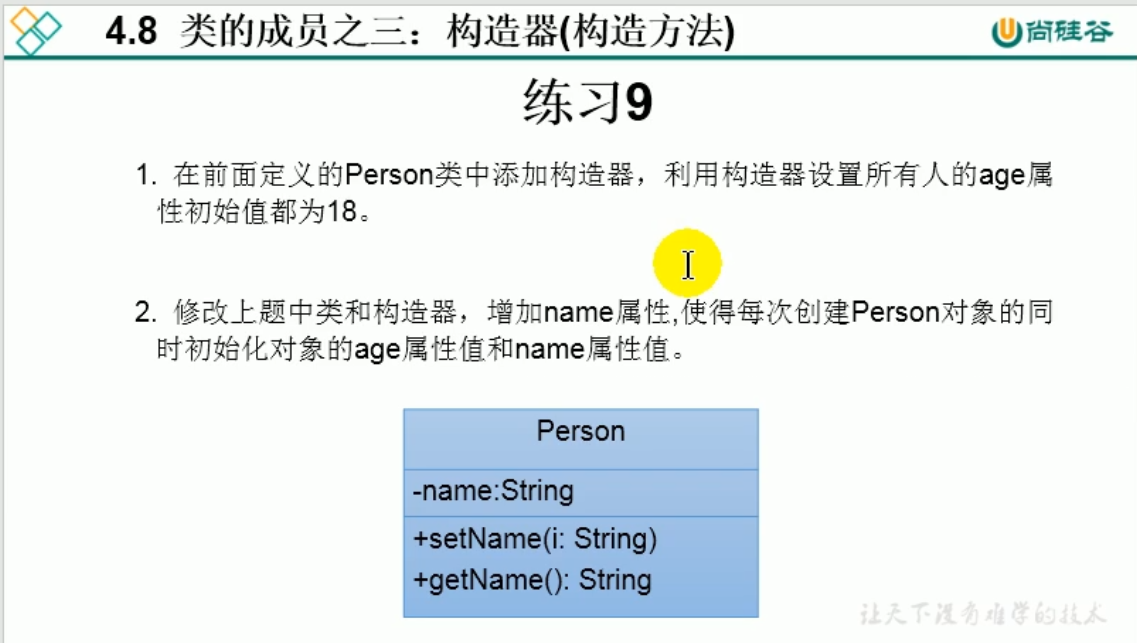 4.8 类的成员之三：构造器(构造方法)
尚硅谷
练习9
1. 在前面定义的Person类中添加构造器，利用构造器设置所有人的age属
性初始值都为18。
2. 修改上题中类和构造器，增加name属性,使得每次创建Person对象的同
时初始化对象的age属性值和name属性值。
Person
-name:String
+setName(i: String)
+getName(): String
让天下没有难学的技术